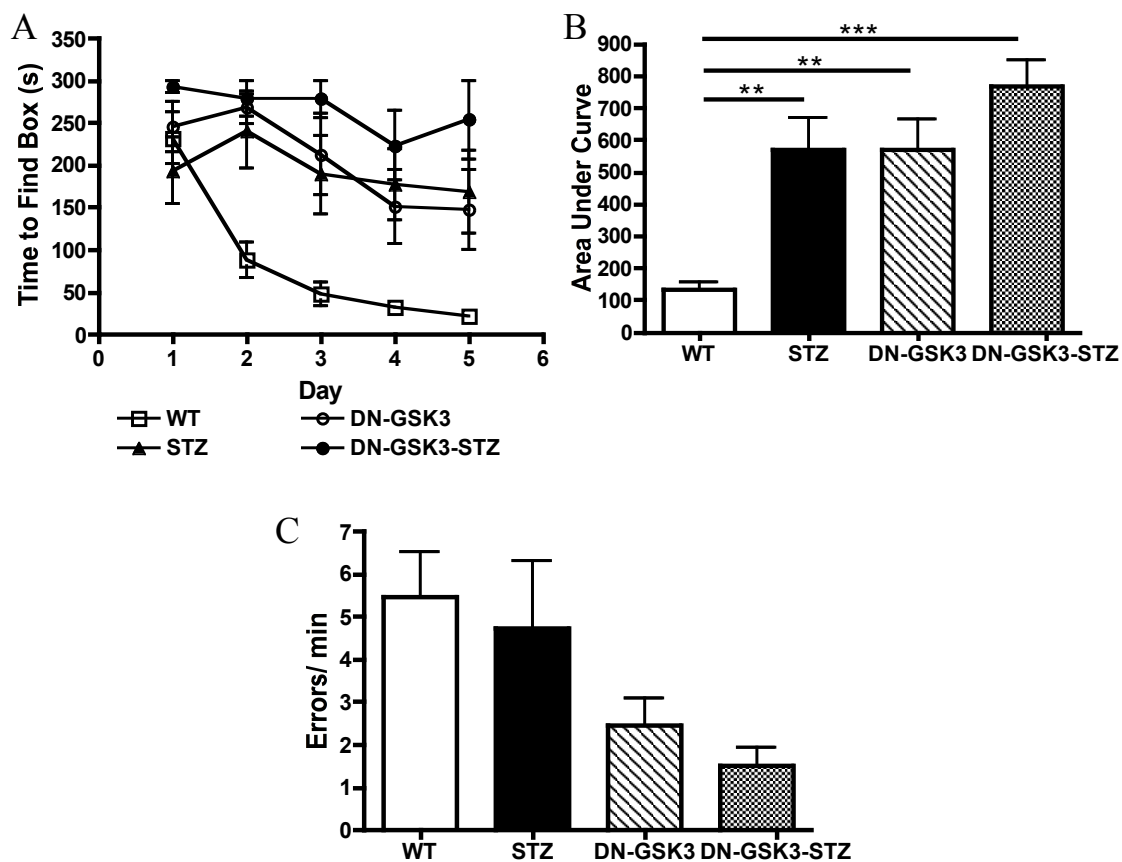 A
350
300
250
200
150
100
50
0
Time to Find Box (s)
0 1 2 3 4 5 6
Day
WT
DN-GSK3
STZ
DN-GSK3-STZ
B
***
**
**
900
800
700
600
500
400
300
200
100
0
Area Under Curve
WT STZ DN-GSK3 DN-GSK3-STZ
C
7
6
5
4
3
2
1
0
Errors/ min
WT STZ DN-GSK3 DN-GSK3-STZ